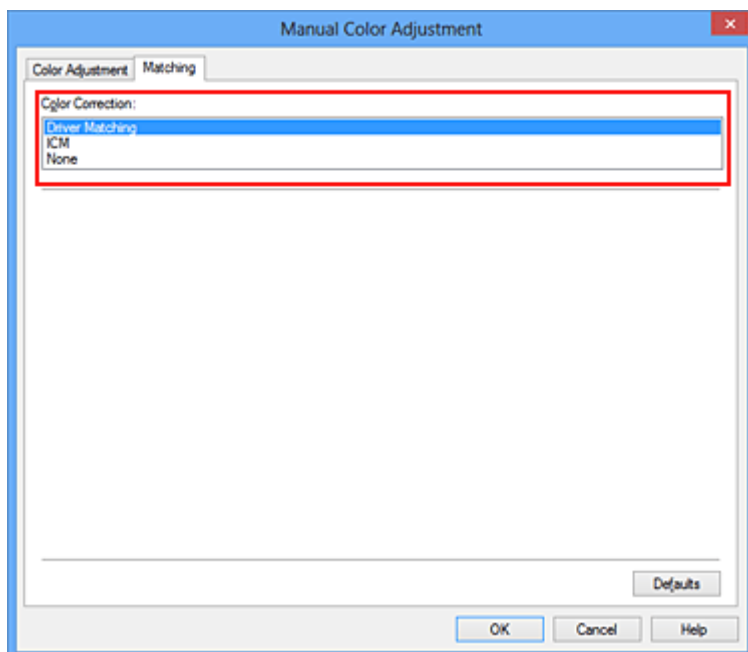 Manual Color Adjustment
Color Adjustment Matching
Color Correction:
Driver Matching
ICM
None
Defaults
OK Cancel Help